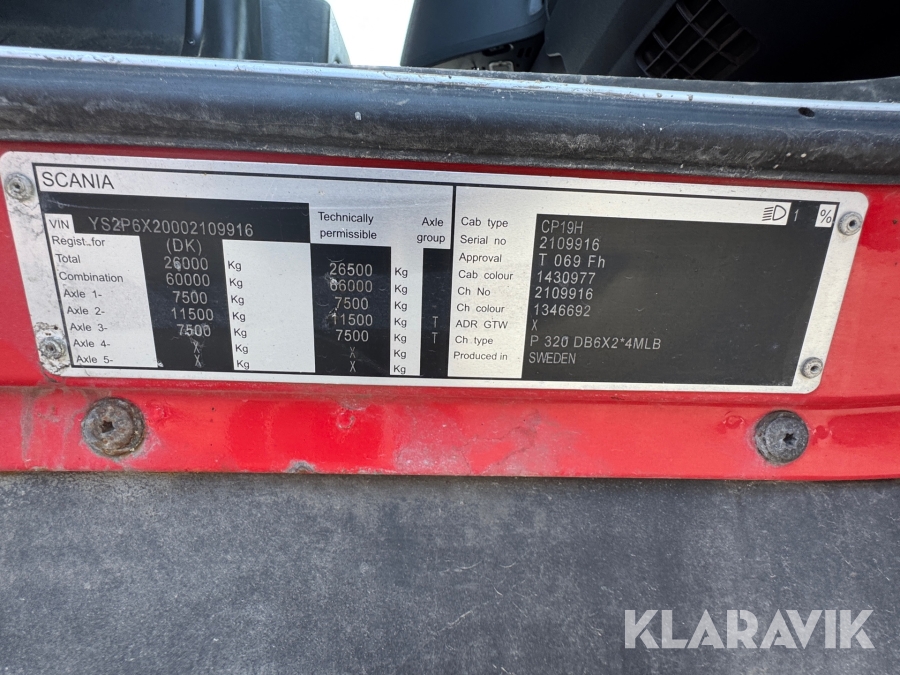 SCANIA
VIN YS2P6X20002109916
Regist. for (DK)
Technically permissible
Axle group
Total 26000 Kg 26500 Kg
Combination 60000 Kg 66000 Kg
Axle 1- 7500 Kg 7500 Kg
Axle 2- 11500 Kg 11500 Kg T
Axle 3- 7500 Kg 7500 Kg T
Axle 4- X Kg X Kg
Axle 5- X Kg X Kg
Cab type CP19H
1 %
Serial no 2109916
Approval T 069 Fh
Cab colour 1430977
Ch No 2109916
Ch colour 1346692
ADR GTW X
Ch type P 320 DB6X2*4MLB
Produced in SWEDEN
KLARAVIK